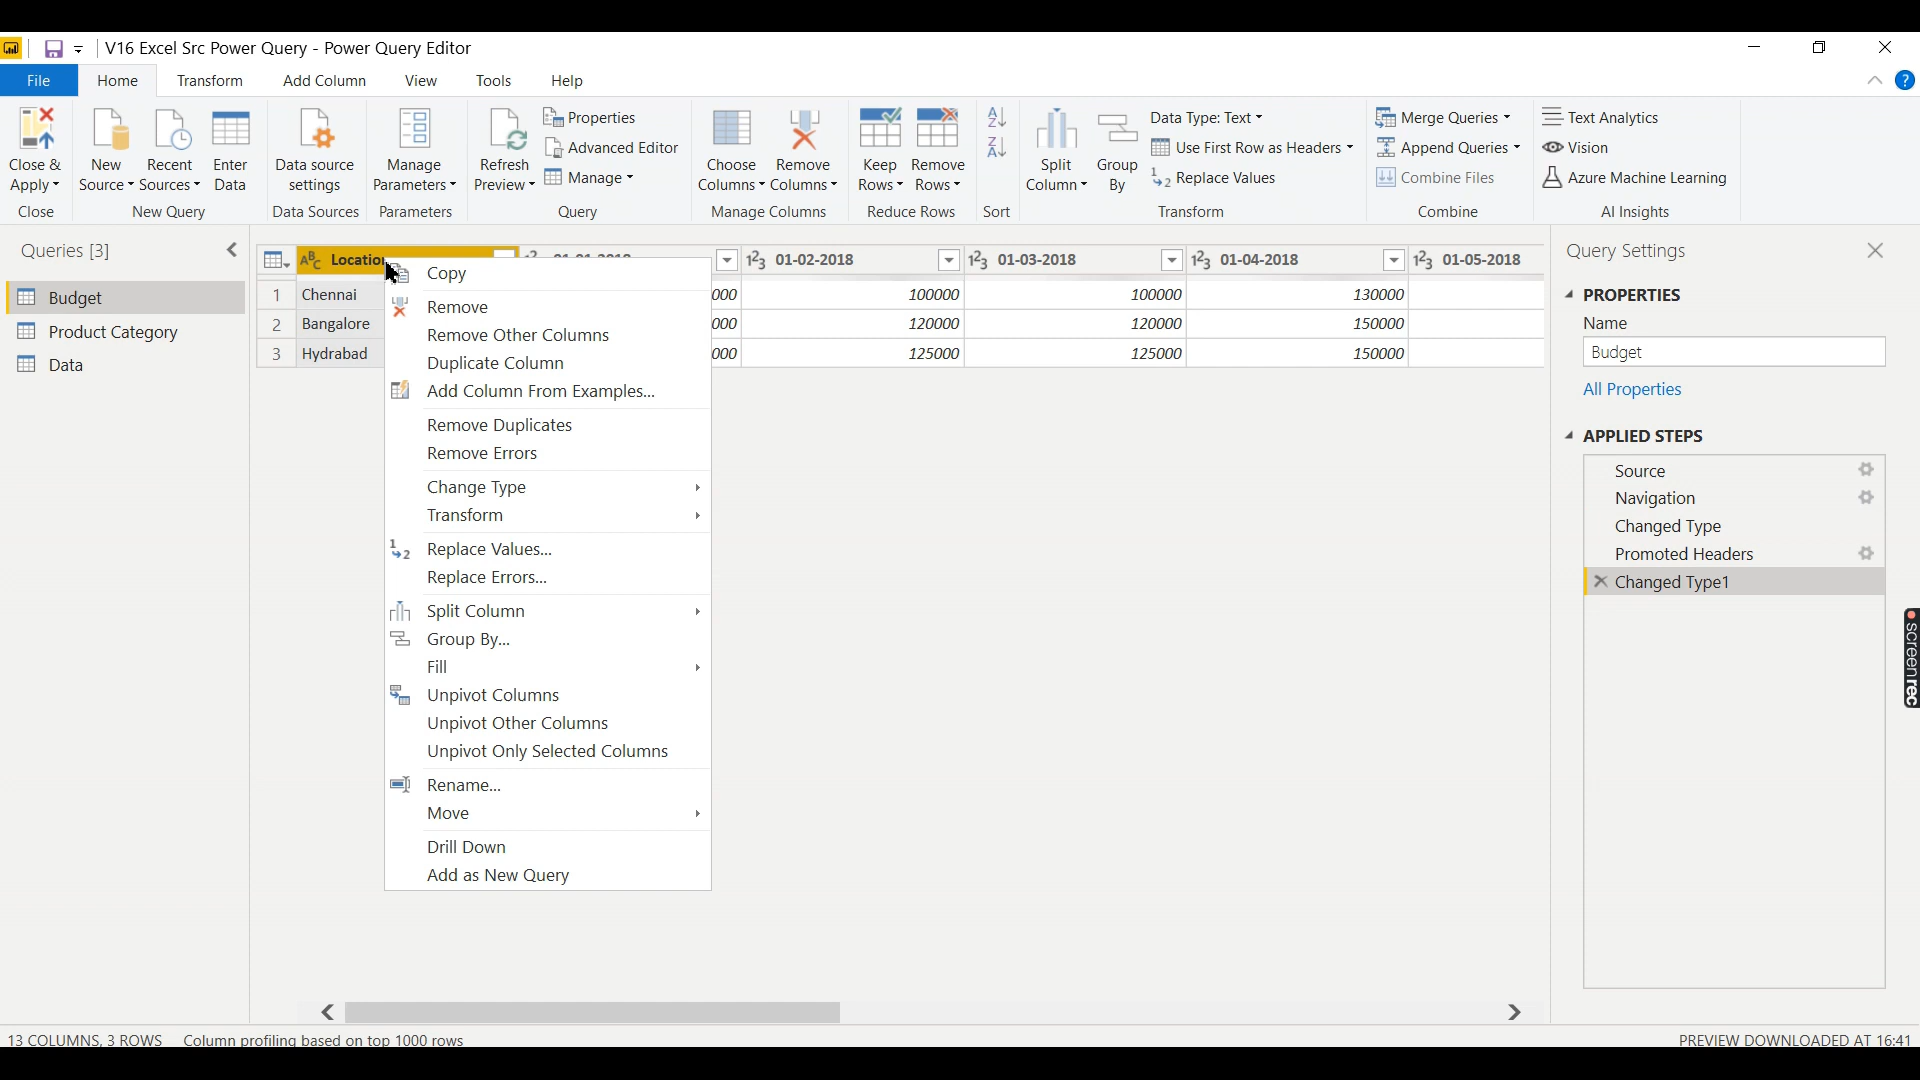 V16 Excel Src Power Query - Power Query Editor
File Home Transform Add Column View Tools Help
Close & Apply
New Source
Recent Sources
Enter Data
Data source settings
Manage Parameters
Refresh Preview
Properties
Advanced Editor
Manage
Choose Columns
Remove Columns
Keep Rows
Remove Rows
Split Column
Group By
Data Type: Text
Use First Row as Headers
Replace Values
Merge Queries
Append Queries
Combine Files
Text Analytics
Vision
Azure Machine Learning
Close New Query Data Sources Parameters Query Manage Columns Reduce Rows Sort Transform Combine AI Insights
Queries [3]
Budget
Product Category
Data
Location 01-02-2018 01-03-2018 01-04-2018 01-05-2018
1 Chennai 000 100000 100000 130000
2 Bangalore 000 120000 120000 150000
3 Hydrabad 000 125000 125000 150000
Copy
Remove
Remove Other Columns
Duplicate Column
Add Column From Examples...
Remove Duplicates
Remove Errors
Change Type
Transform
Replace Values...
Replace Errors...
Split Column
Group By...
Fill
Unpivot Columns
Unpivot Other Columns
Unpivot Only Selected Columns
Rename...
Move
Drill Down
Add as New Query
Query Settings
PROPERTIES
Name
Budget
All Properties
APPLIED STEPS
Source
Navigation
Changed Type
Promoted Headers
Changed Type1
screenrec
13 COLUMNS, 3 ROWS Column profiling based on top 1000 rows
PREVIEW DOWNLOADED AT 16:41